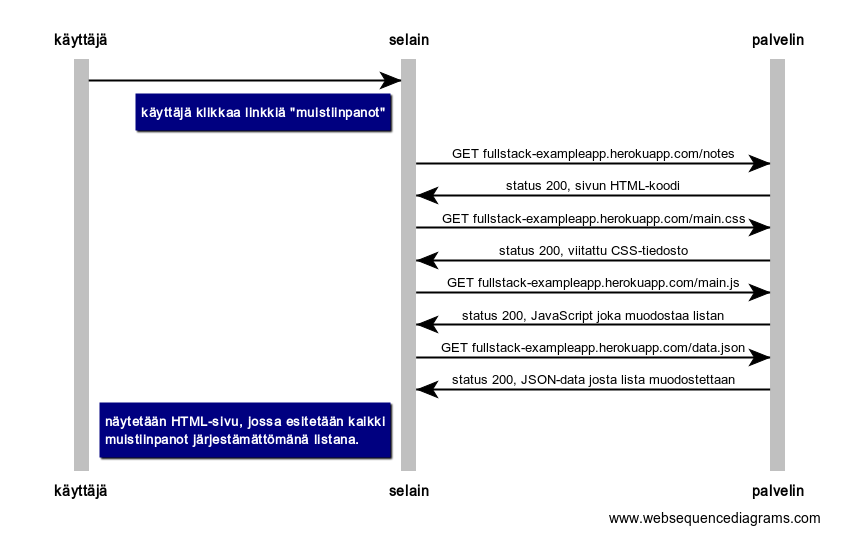 käyttäjä
selain
palvelin
käyttäjä klikkaa linkkiä "muistiinpanot"
GET fullstack-exampleapp.herokuapp.com/notes
status 200, sivun HTML-koodi
GET fullstack-exampleapp.herokuapp.com/main.css
status 200, viitattu CSS-tiedosto
GET fullstack-exampleapp.herokuapp.com/main.js
status 200, JavaScript joka muodostaa listan
GET fullstack-exampleapp.herokuapp.com/data.json
status 200, JSON-data josta lista muodostettaan
näytetään HTML-sivu, jossa esitetään kaikki
muistiinpanot järjestämättömänä listana.
käyttäjä
selain
palvelin
www.websequencediagrams.com